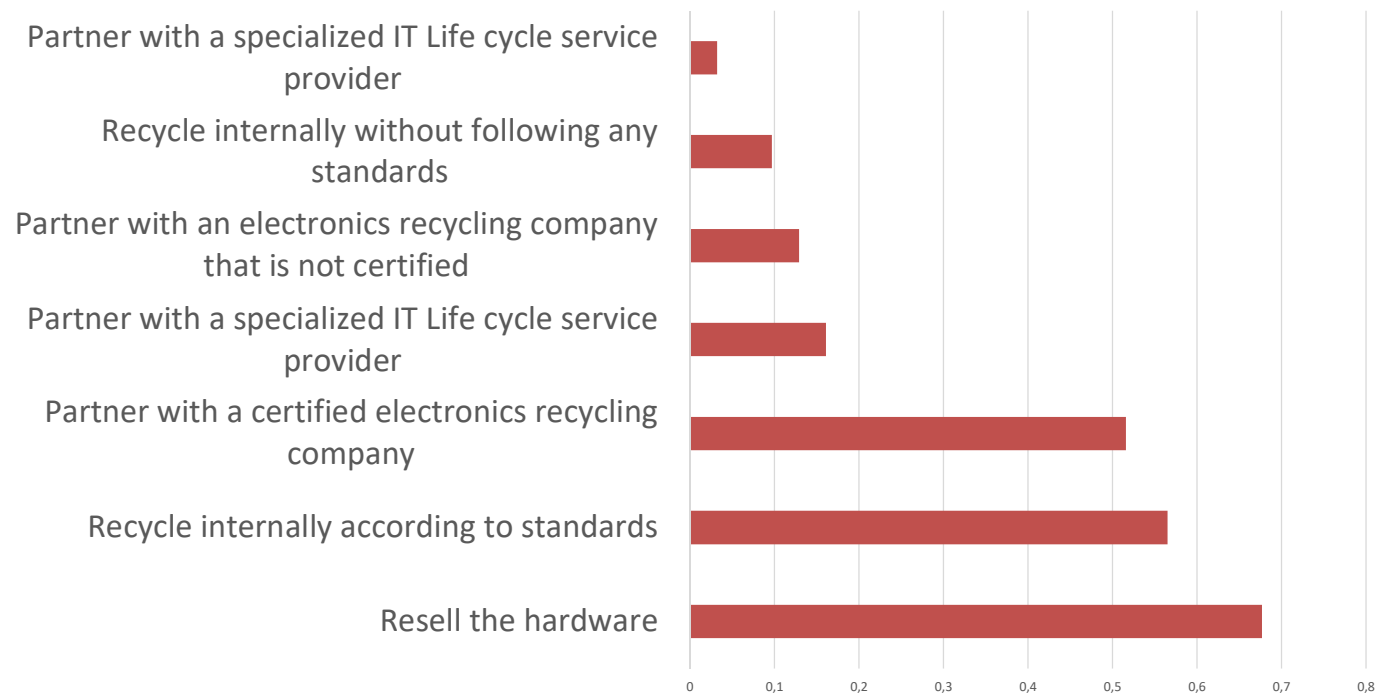 Partner with a specialized IT Life cycle service
provider
Recycle internally without following any
standards
Partner with an electronics recycling company
that is not certified
Partner with a specialized IT Life cycle service
provider
Partner with a certified electronics recycling
company
Recycle internally according to standards
Resell the hardware
0 0,1 0,2 0,3 0,4 0,5 0,6 0,7 0,8